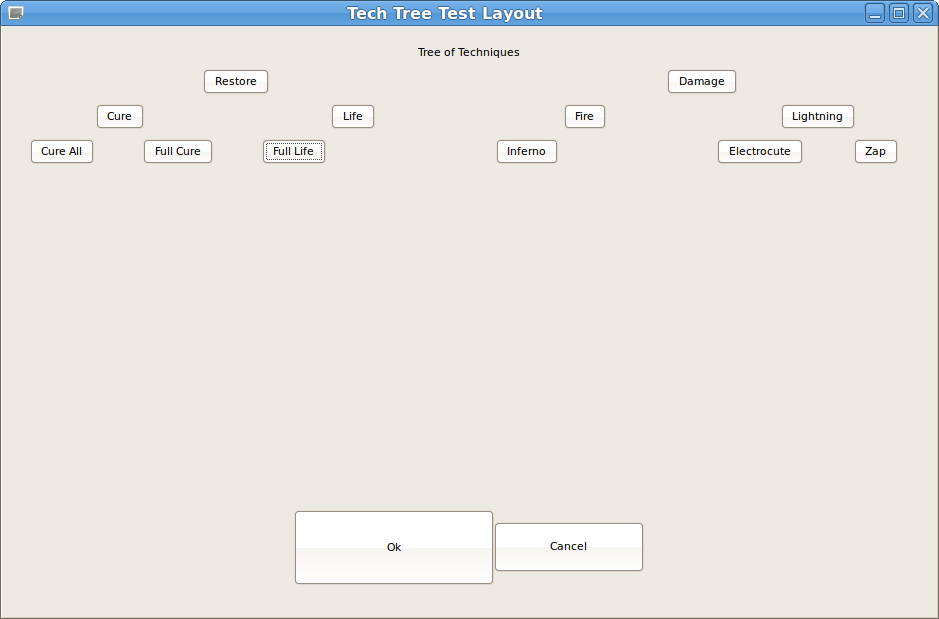 Tech Tree Test Layout
Tree of Techniques
Restore Damage
Cure Life Fire Lightning
Cure All Full Cure Full Life Inferno Electrocute Zap
Ok Cancel